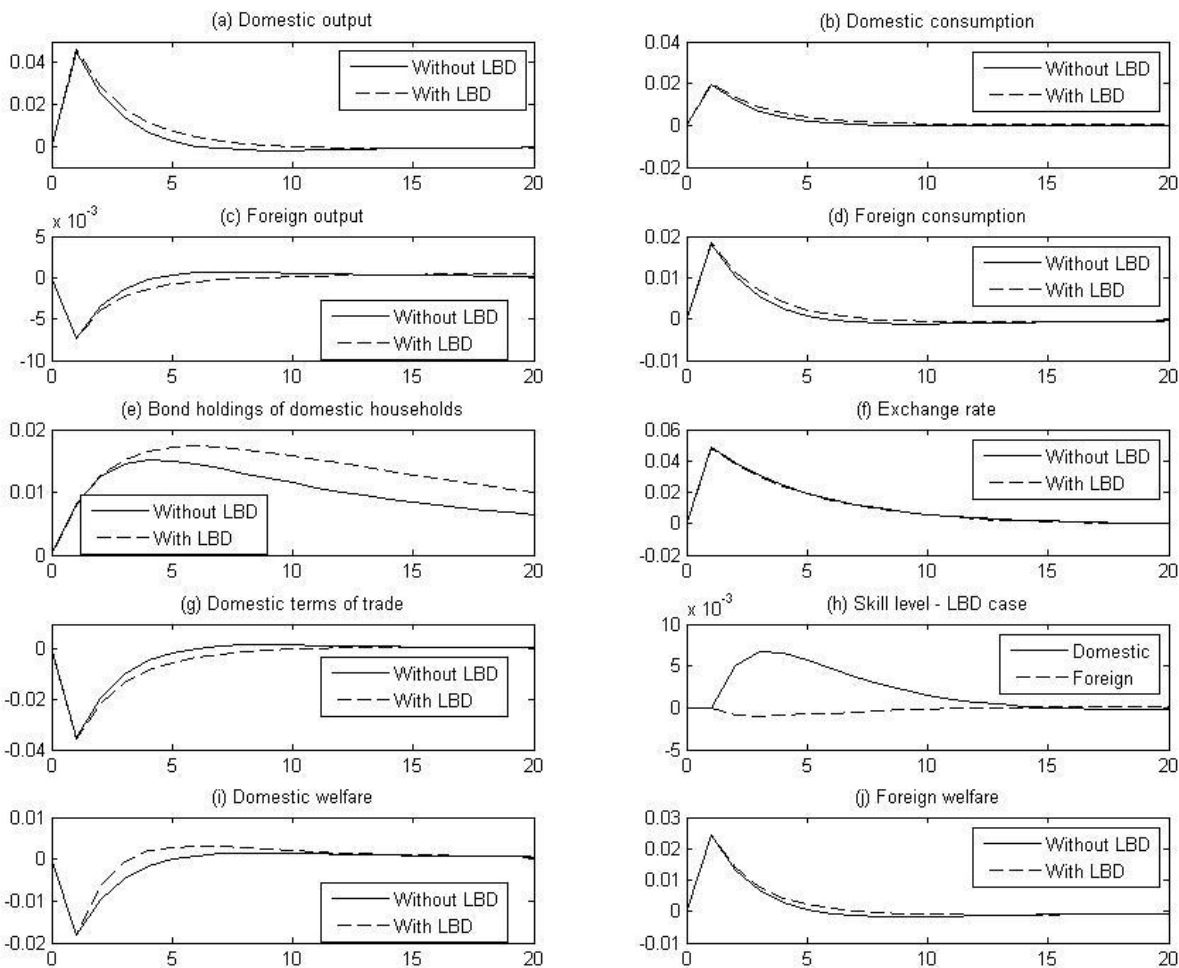 (a) Domestic output
0.04
0.02
0
Without LBD
With LBD
0 5 10 15 20
(b) Domestic consumption
0.04
0.02
0
-0.02
Without LBD
With LBD
0 5 10 15 20
(c) Foreign output
x 10-3
5
0
-5
-10
Without LBD
With LBD
0 5 10 15 20
(d) Foreign consumption
0.02
0.01
0
-0.01
Without LBD
With LBD
0 5 10 15 20
(e) Bond holdings of domestic households
0.02
0.01
0
Without LBD
With LBD
0 5 10 15 20
(f) Exchange rate
0.06
0.04
0.02
0
-0.02
Without LBD
With LBD
0 5 10 15 20
(g) Domestic terms of trade
0
-0.02
-0.04
Without LBD
With LBD
0 5 10 15 20
(h) Skill level - LBD case
x 10-3
10
5
0
-5
Domestic
Foreign
0 5 10 15 20
(i) Domestic welfare
0.01
0
-0.01
-0.02
Without LBD
With LBD
0 5 10 15 20
(j) Foreign welfare
0.03
0.02
0.01
0
-0.01
Without LBD
With LBD
0 5 10 15 20